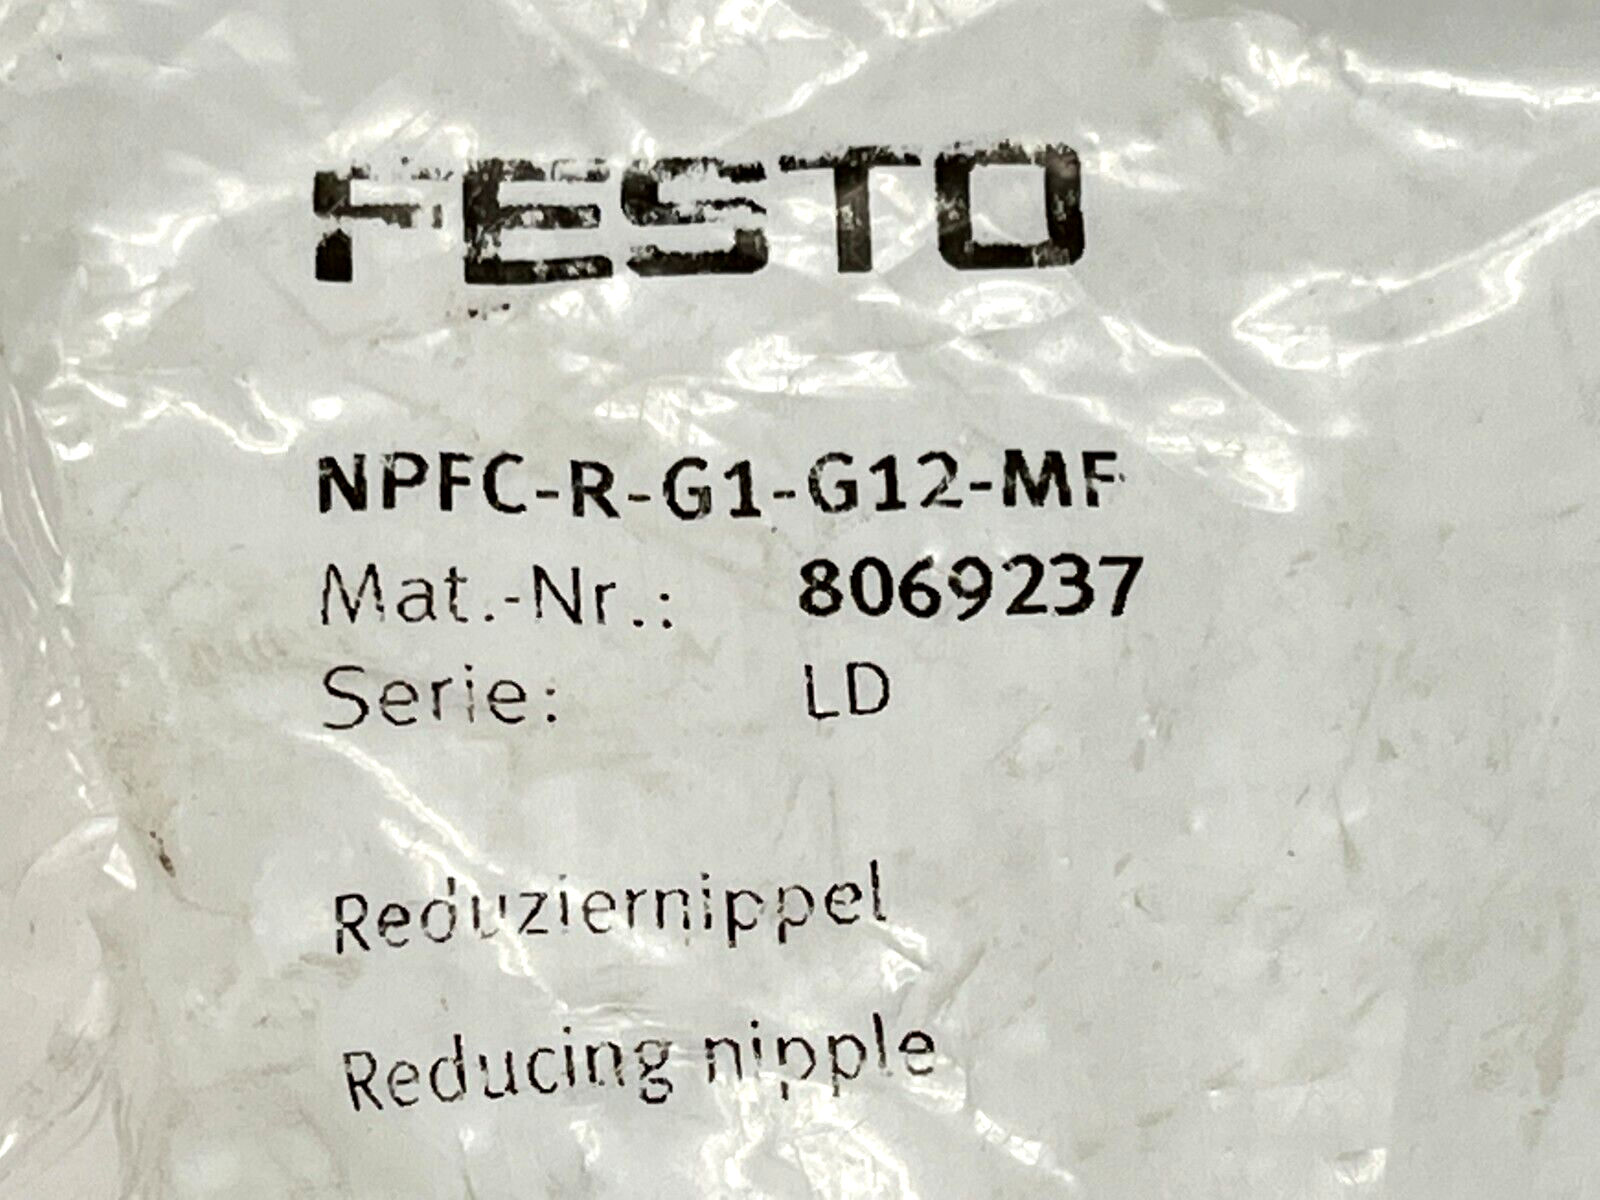 FESTO
NPFC-R-G1-G12-MF
Mat.-Nr.: 8069237
Serie: LD
Reduziernippel
Reducing nipple